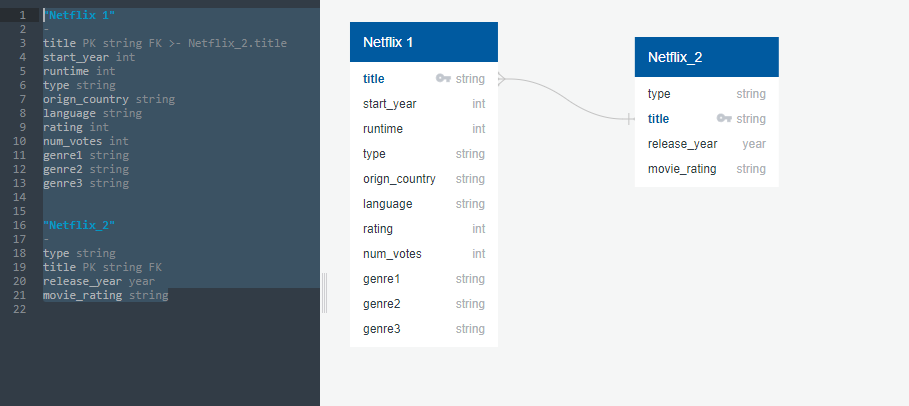 1 "Netflix 1"
2 -
3 title PK string FK >- Netflix_2.title
4 start_year int
5 runtime int
6 type string
7 orign_country string
8 language string
9 rating int
10 num_votes int
11 genre1 string
12 genre2 string
13 genre3 string
14
15
16 "Netflix_2"
17 -
18 type string
19 title PK string FK
20 release_year year
21 movie_rating string
22
Netflix 1
title string
start_year int
runtime int
type string
orign_country string
language string
rating int
num_votes int
genre1 string
genre2 string
genre3 string
Netflix_2
type string
title string
release_year year
movie_rating string